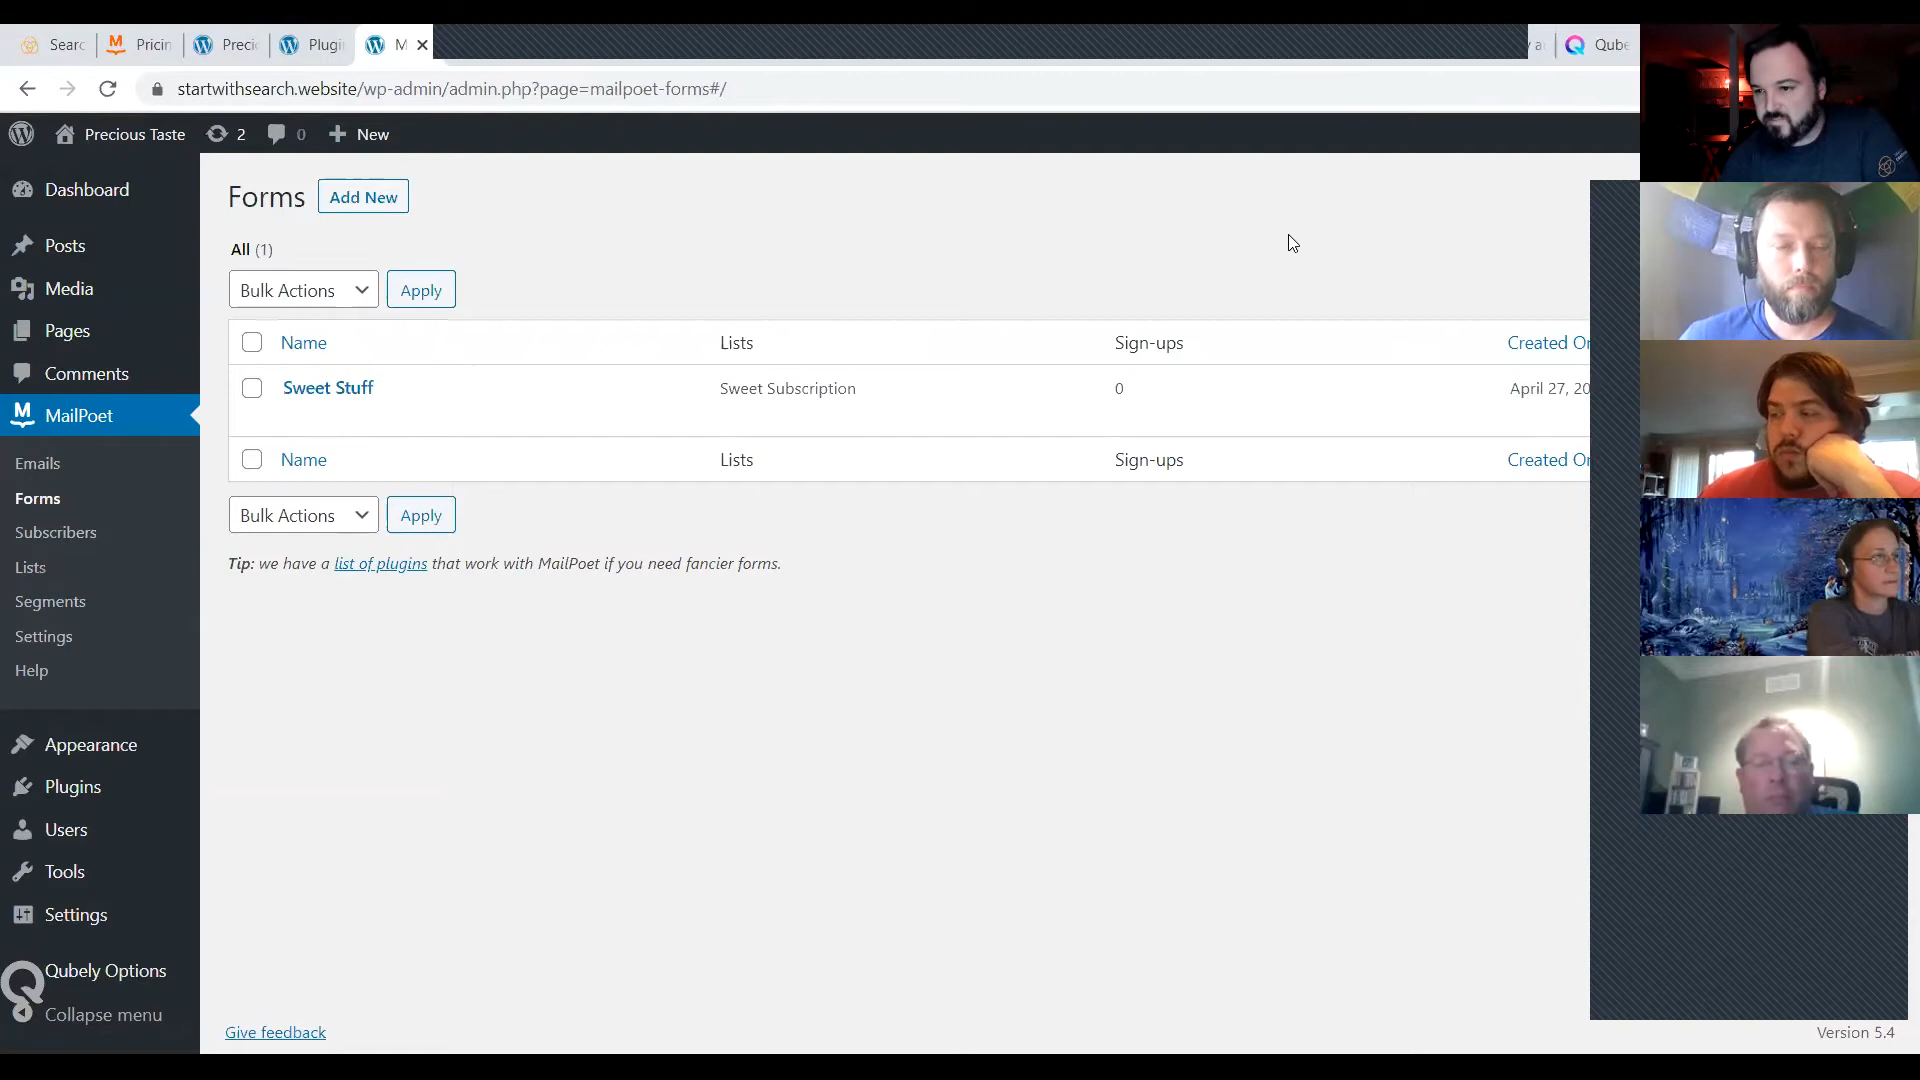 Searc
Pricin
Preci
Plugi
M
Qube
startwithsearch.website/wp-admin/admin.php?page=mailpoet-forms#/
Precious Taste
2
0
New
Dashboard
Posts
Media
Pages
Comments
MailPoet
Emails
Forms
Subscribers
Lists
Segments
Settings
Help
Appearance
Plugins
Users
Tools
Settings
Qubely Options
Collapse menu
Forms
Add New
All (1)
Bulk Actions
Apply
Name
Lists
Sign-ups
Created On
Sweet Stuff
Sweet Subscription
0
April 27, 20
Name
Lists
Sign-ups
Created On
Bulk Actions
Apply
Tip: we have a list of plugins that work with MailPoet if you need fancier forms.
Give feedback
Version 5.4